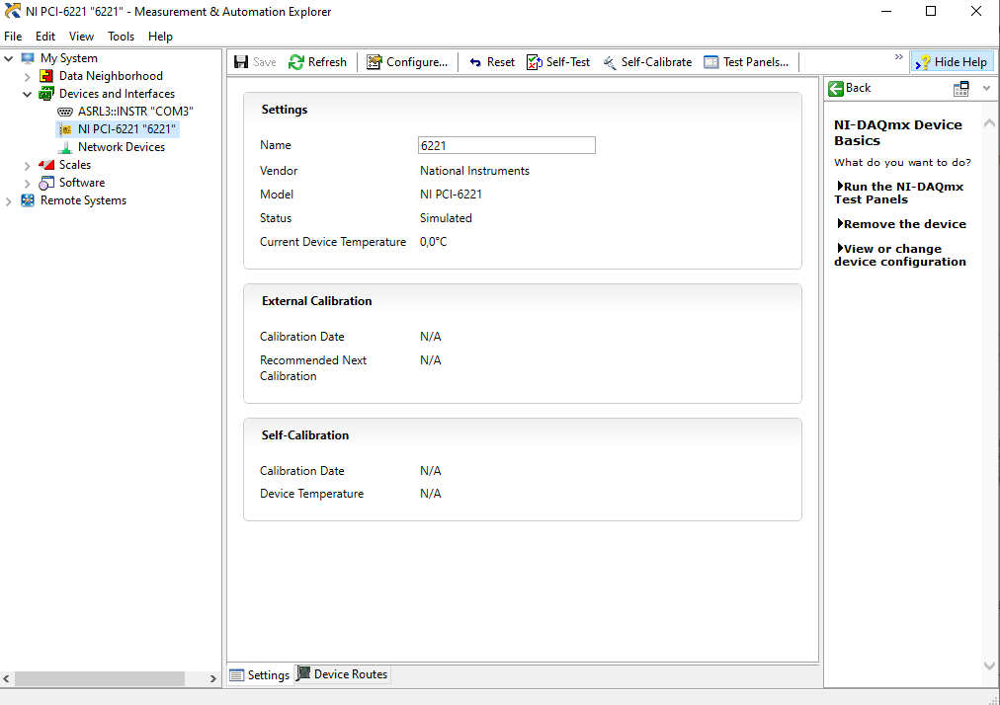 NI PCI-6221 "6221" - Measurement & Automation Explorer
File Edit View Tools Help
My System
Data Neighborhood
Devices and Interfaces
ASRL3::INSTR "COM3"
NI PCI-6221 "6221"
Network Devices
Scales
Software
Remote Systems
Save Refresh Configure... Reset Self-Test Self-Calibrate Test Panels... » Hide Help
Settings
Name 6221
Vendor National Instruments
Model NI PCI-6221
Status Simulated
Current Device Temperature 0,0°C
External Calibration
Calibration Date N/A
Recommended Next N/A
Calibration
Self-Calibration
Calibration Date N/A
Device Temperature N/A
Settings Device Routes
Back
NI-DAQmx Device
Basics
What do you want to do?
Run the NI-DAQmx
Test Panels
Remove the device
View or change
device configuration